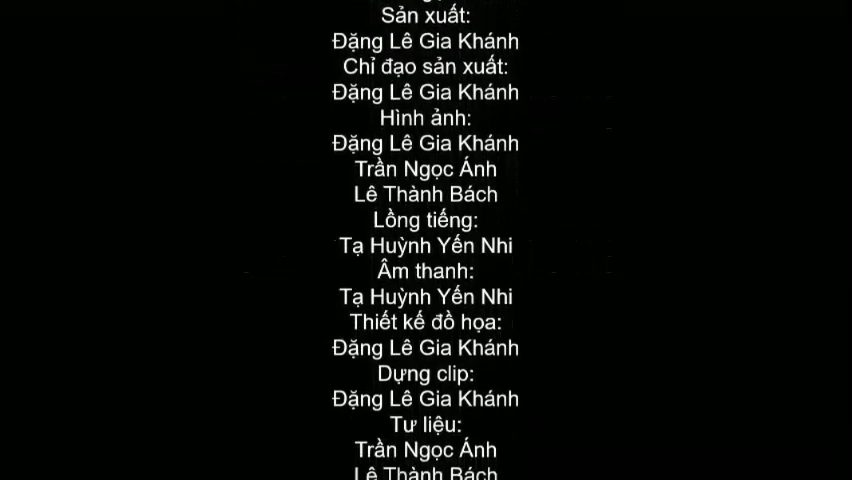 Sản xuất:
Đặng Lê Gia Khánh
Chỉ đạo sản xuất:
Đặng Lê Gia Khánh
Hình ảnh:
Đặng Lê Gia Khánh
Trần Ngọc Ánh
Lê Thành Bách
Lồng tiếng:
Tạ Huỳnh Yến Nhi
Âm thanh:
Tạ Huỳnh Yến Nhi
Thiết kế đồ họa:
Đặng Lê Gia Khánh
Dựng clip:
Đặng Lê Gia Khánh
Tư liệu:
Trần Ngọc Ánh
Lê Thành Bách